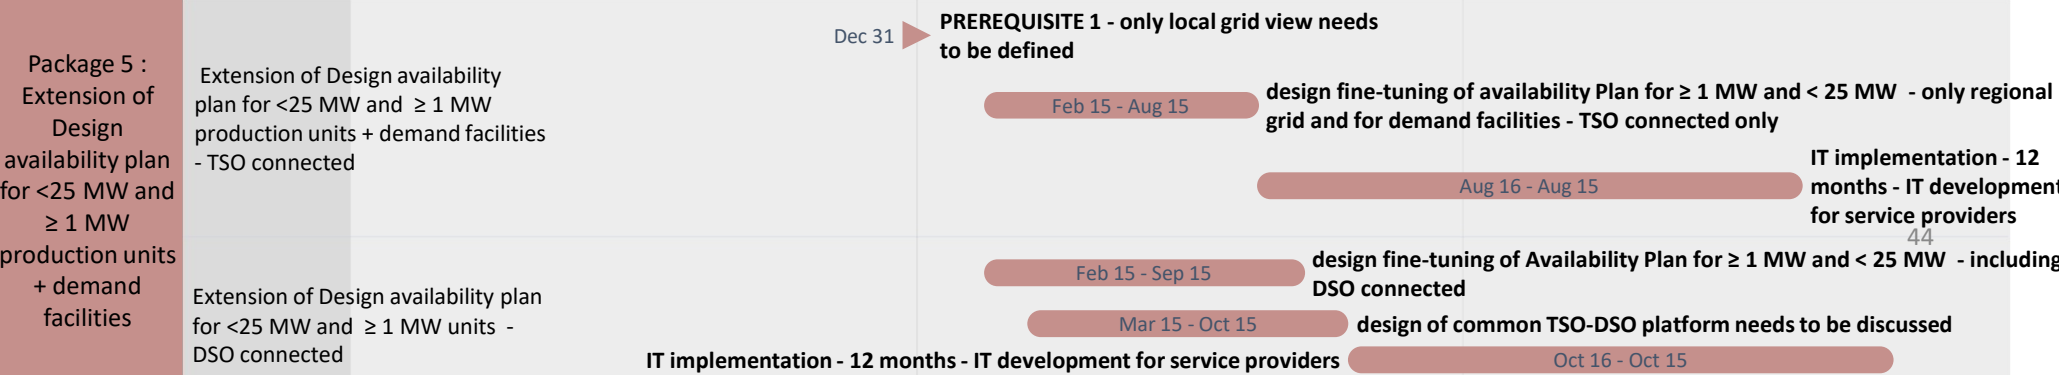 Package 5 :
Extension of
Design
availability plan
for <25 MW and
≥ 1 MW
production units
+ demand
facilities
Extension of Design availability
plan for <25 MW and ≥ 1 MW
production units + demand facilities
- TSO connected
Dec 31
PREREQUISITE 1 - only local grid view needs
to be defined
Feb 15 - Aug 15
design fine-tuning of availability Plan for ≥ 1 MW and < 25 MW - only regional
grid and for demand facilities - TSO connected only
Aug 16 - Aug 15
IT implementation - 12
months - IT development
for service providers
44
Extension of Design availability plan
for <25 MW and ≥ 1 MW units -
DSO connected
Feb 15 - Sep 15
design fine-tuning of Availability Plan for ≥ 1 MW and < 25 MW - including
DSO connected
Mar 15 - Oct 15
design of common TSO-DSO platform needs to be discussed
IT implementation - 12 months - IT development for service providers
Oct 16 - Oct 15